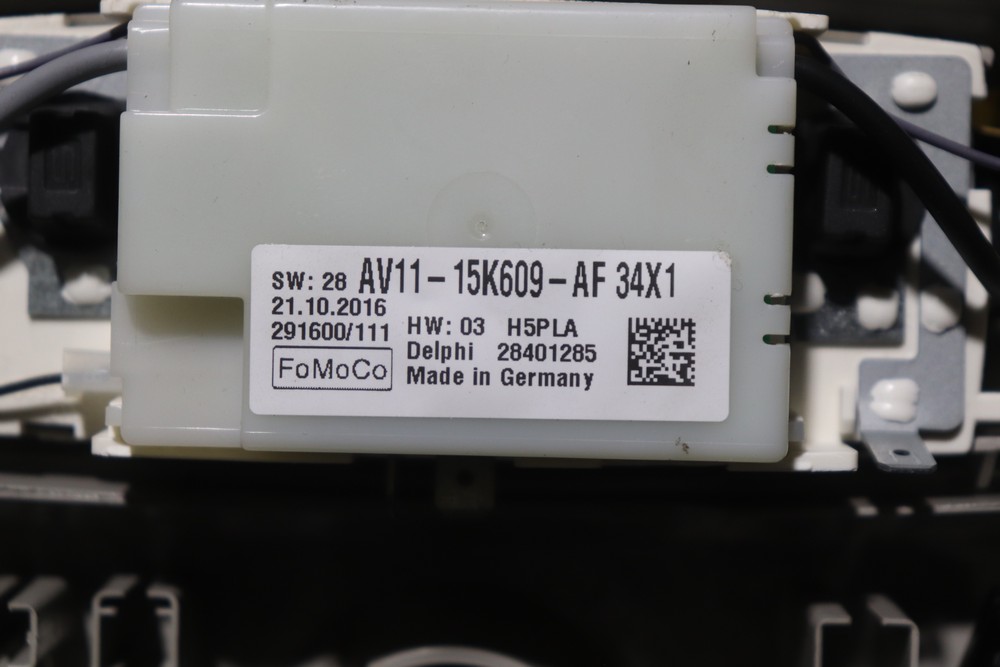 SW: 28 AV11-15K609-AF 34X1
21.10.2016
291600/111 HW: 03 H5PLA
FoMoCo Delphi 28401285
Made in Germany